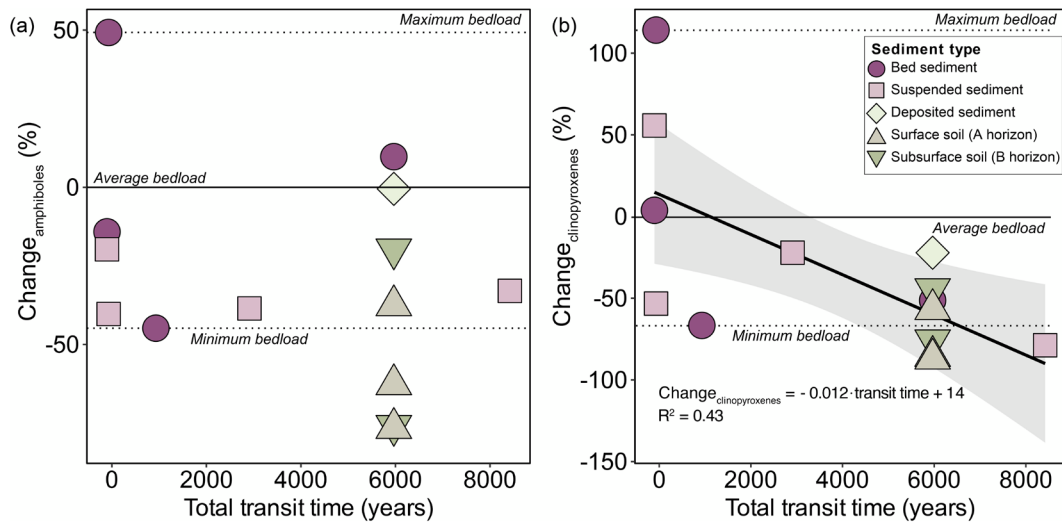 (a)
Maximum bedload
Average bedload
Minimum bedload
50
0
-50
Change_amphiboles (%)
0
2000
4000
6000
8000
Total transit time (years)
(b)
Maximum bedload
Sediment type
Bed sediment
Suspended sediment
Deposited sediment
Surface soil (A horizon)
Subsurface soil (B horizon)
Average bedload
Minimum bedload
Change_clinopyroxenes = - 0.012·transit time + 14
R² = 0.43
100
50
0
-50
-100
-150
Change_clinopyroxenes (%)
0
2000
4000
6000
8000
Total transit time (years)